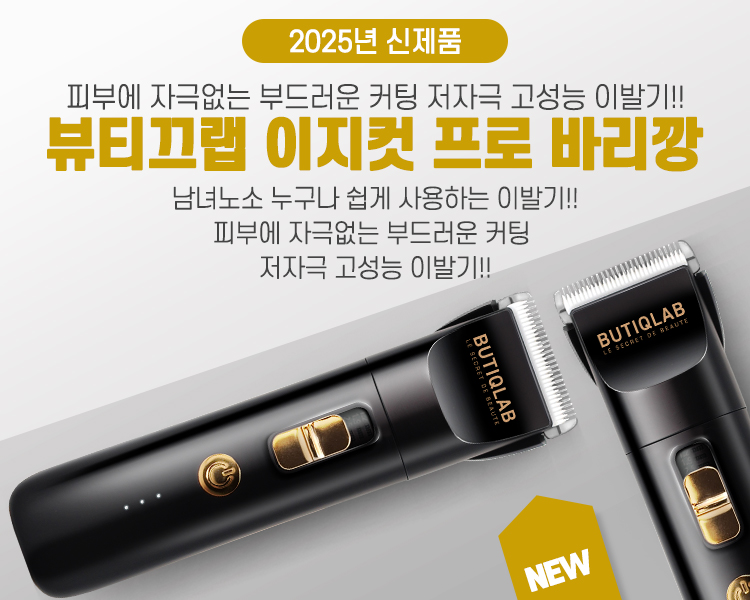 2025년 신제품
피부에 자극없는 부드러운 커팅 저자극 고성능 이발기!!
뷰티끄랩 이지컷 프로 바리깡
남녀노소 누구나 쉽게 사용하는 이발기!!
피부에 자극없는 부드러운 커팅
저자극 고성능 이발기!!
BUTIQLAB
LE SECRET DE BEAUTE
BUTIQLAB
LE SECRET DE BEAUTE
NEW